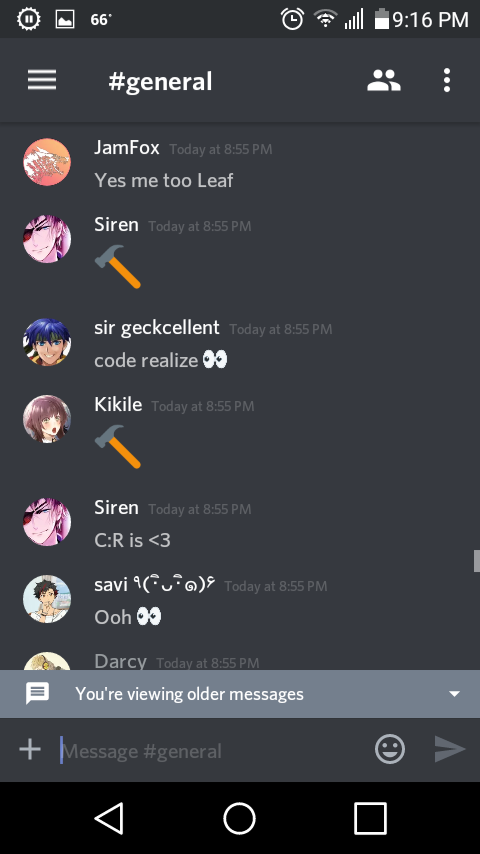 66°
9:16 PM
#general
JamFox Today at 8:55 PM
Yes me too Leaf
Siren Today at 8:55 PM
🔨
sir geckcellent Today at 8:55 PM
code realize 👀
Kikile Today at 8:55 PM
🔨
Siren Today at 8:55 PM
C:R is <3
savi ٩(･ิᴗ･ิ๑)۶ Today at 8:55 PM
Ooh 👀
Darcy Today at 8:55 PM
You're viewing older messages
Message #general